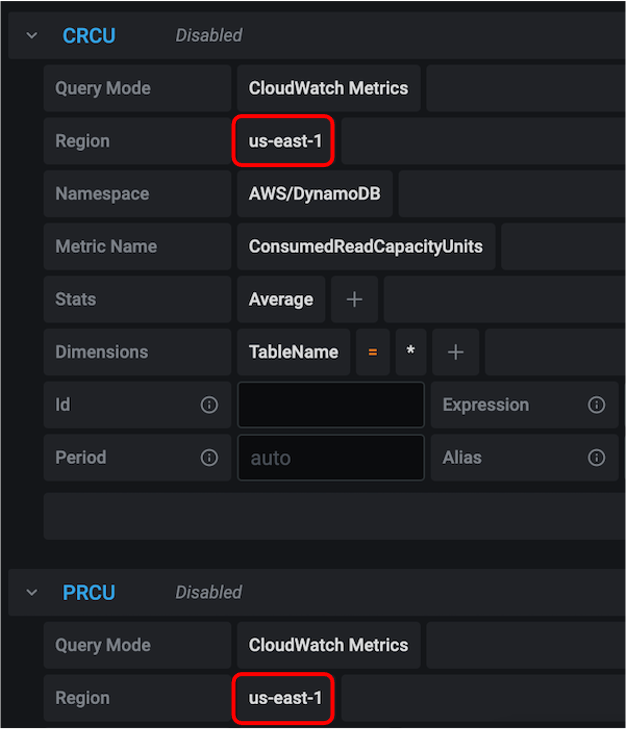 CRCU Disabled
Query Mode CloudWatch Metrics
Region us-east-1
Namespace AWS/DynamoDB
Metric Name ConsumedReadCapacityUnits
Stats Average +
Dimensions TableName = * +
Id Expression
Period auto Alias
PRCU Disabled
Query Mode CloudWatch Metrics
Region us-east-1